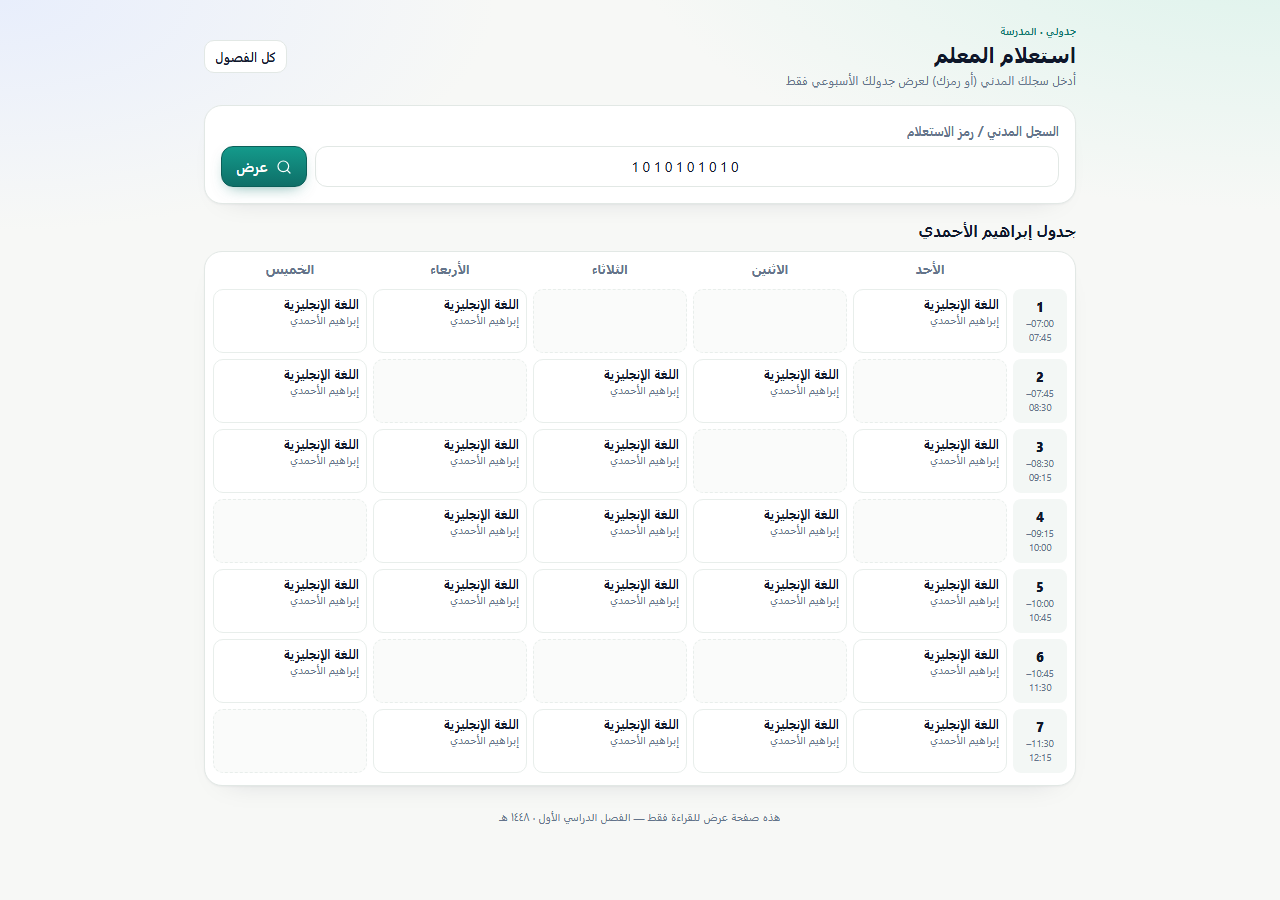 جدولي · المدرسة
استعلام المعلم
أدخل سجلك المدني (أو رمزك) لعرض جدولك الأسبوعي فقط
كل الفصول
السجل المدني / رمز الاستعلام
1010101010
عرض
جدول إبراهيم الأحمدي
الأحد الاثنين الثلاثاء الأربعاء الخميس
1
07:00–
07:45
اللغة الإنجليزية
إبراهيم الأحمدي
اللغة الإنجليزية
إبراهيم الأحمدي
اللغة الإنجليزية
إبراهيم الأحمدي
2
07:45–
08:30
اللغة الإنجليزية
إبراهيم الأحمدي
اللغة الإنجليزية
إبراهيم الأحمدي
اللغة الإنجليزية
إبراهيم الأحمدي
3
08:30–
09:15
اللغة الإنجليزية
إبراهيم الأحمدي
اللغة الإنجليزية
إبراهيم الأحمدي
اللغة الإنجليزية
إبراهيم الأحمدي
اللغة الإنجليزية
إبراهيم الأحمدي
4
09:15–
10:00
اللغة الإنجليزية
إبراهيم الأحمدي
اللغة الإنجليزية
إبراهيم الأحمدي
اللغة الإنجليزية
إبراهيم الأحمدي
5
10:00–
10:45
اللغة الإنجليزية
إبراهيم الأحمدي
اللغة الإنجليزية
إبراهيم الأحمدي
اللغة الإنجليزية
إبراهيم الأحمدي
اللغة الإنجليزية
إبراهيم الأحمدي
اللغة الإنجليزية
إبراهيم الأحمدي
6
10:45–
11:30
اللغة الإنجليزية
إبراهيم الأحمدي
اللغة الإنجليزية
إبراهيم الأحمدي
7
11:30–
12:15
اللغة الإنجليزية
إبراهيم الأحمدي
اللغة الإنجليزية
إبراهيم الأحمدي
اللغة الإنجليزية
إبراهيم الأحمدي
اللغة الإنجليزية
إبراهيم الأحمدي
هذه صفحة عرض للقراءة فقط — الفصل الدراسي الأول · ١٤٤٨ هـ